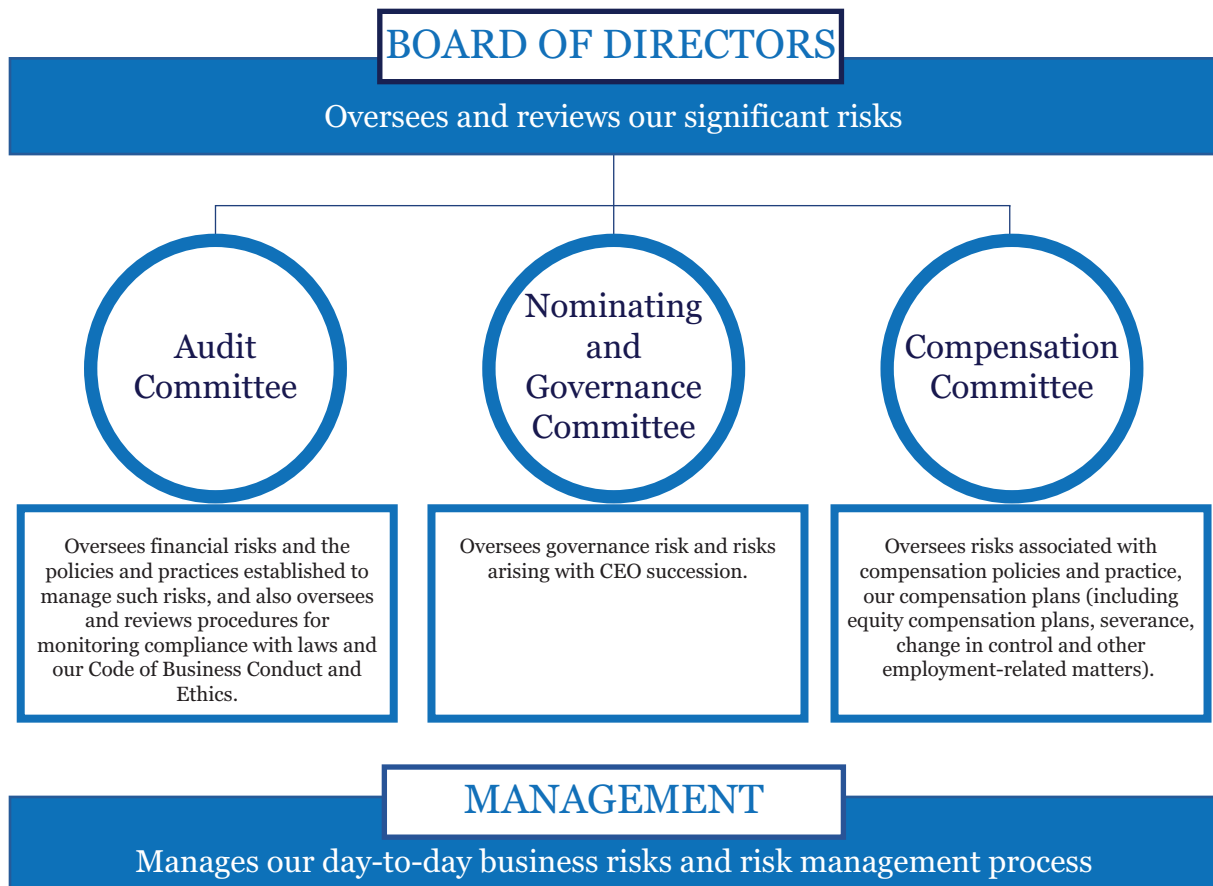 BOARD OF DIRECTORS
Oversees and reviews our significant risks
Audit
Committee
Nominating
and
Governance
Committee
Compensation
Committee
Oversees financial risks and the
policies and practices established to
manage such risks, and also oversees
and reviews procedures for
monitoring compliance with laws and
our Code of Business Conduct and
Ethics.
Oversees governance risk and risks
arising with CEO succession.
Oversees risks associated with
compensation policies and practice,
our compensation plans (including
equity compensation plans, severance,
change in control and other
employment-related matters).
MANAGEMENT
Manages our day-to-day business risks and risk management process